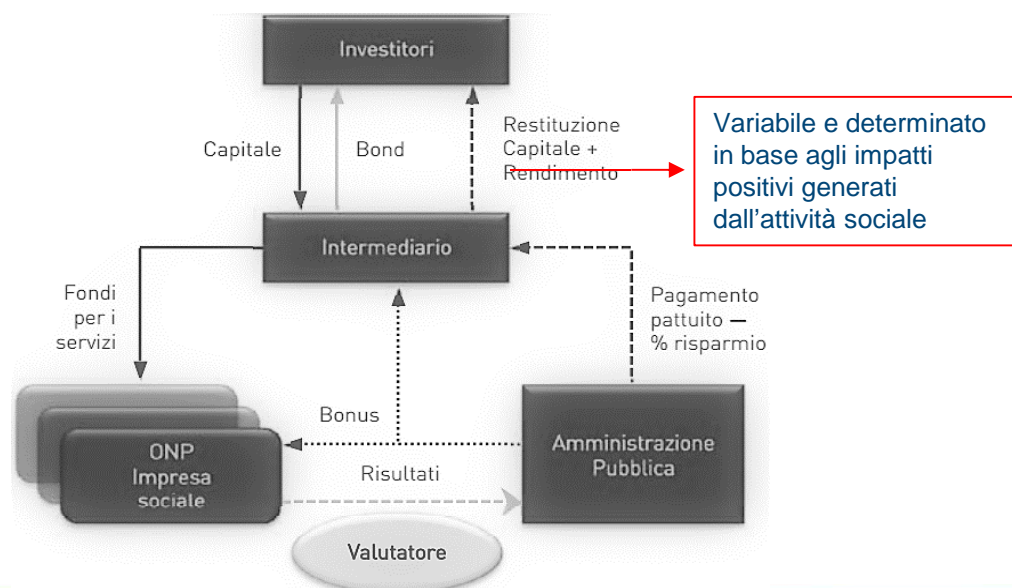 Investitori
Capitale
Bond
Restituzione
Capitale +
Rendimento
Variabile e determinato
in base agli impatti
positivi generati
dall'attività sociale
Intermediario
Fondi
per i
servizi
Pagamento
pattuito —
% risparmio
Bonus
ONP
Impresa
sociale
Risultati
Amministrazione
Pubblica
Valutatore